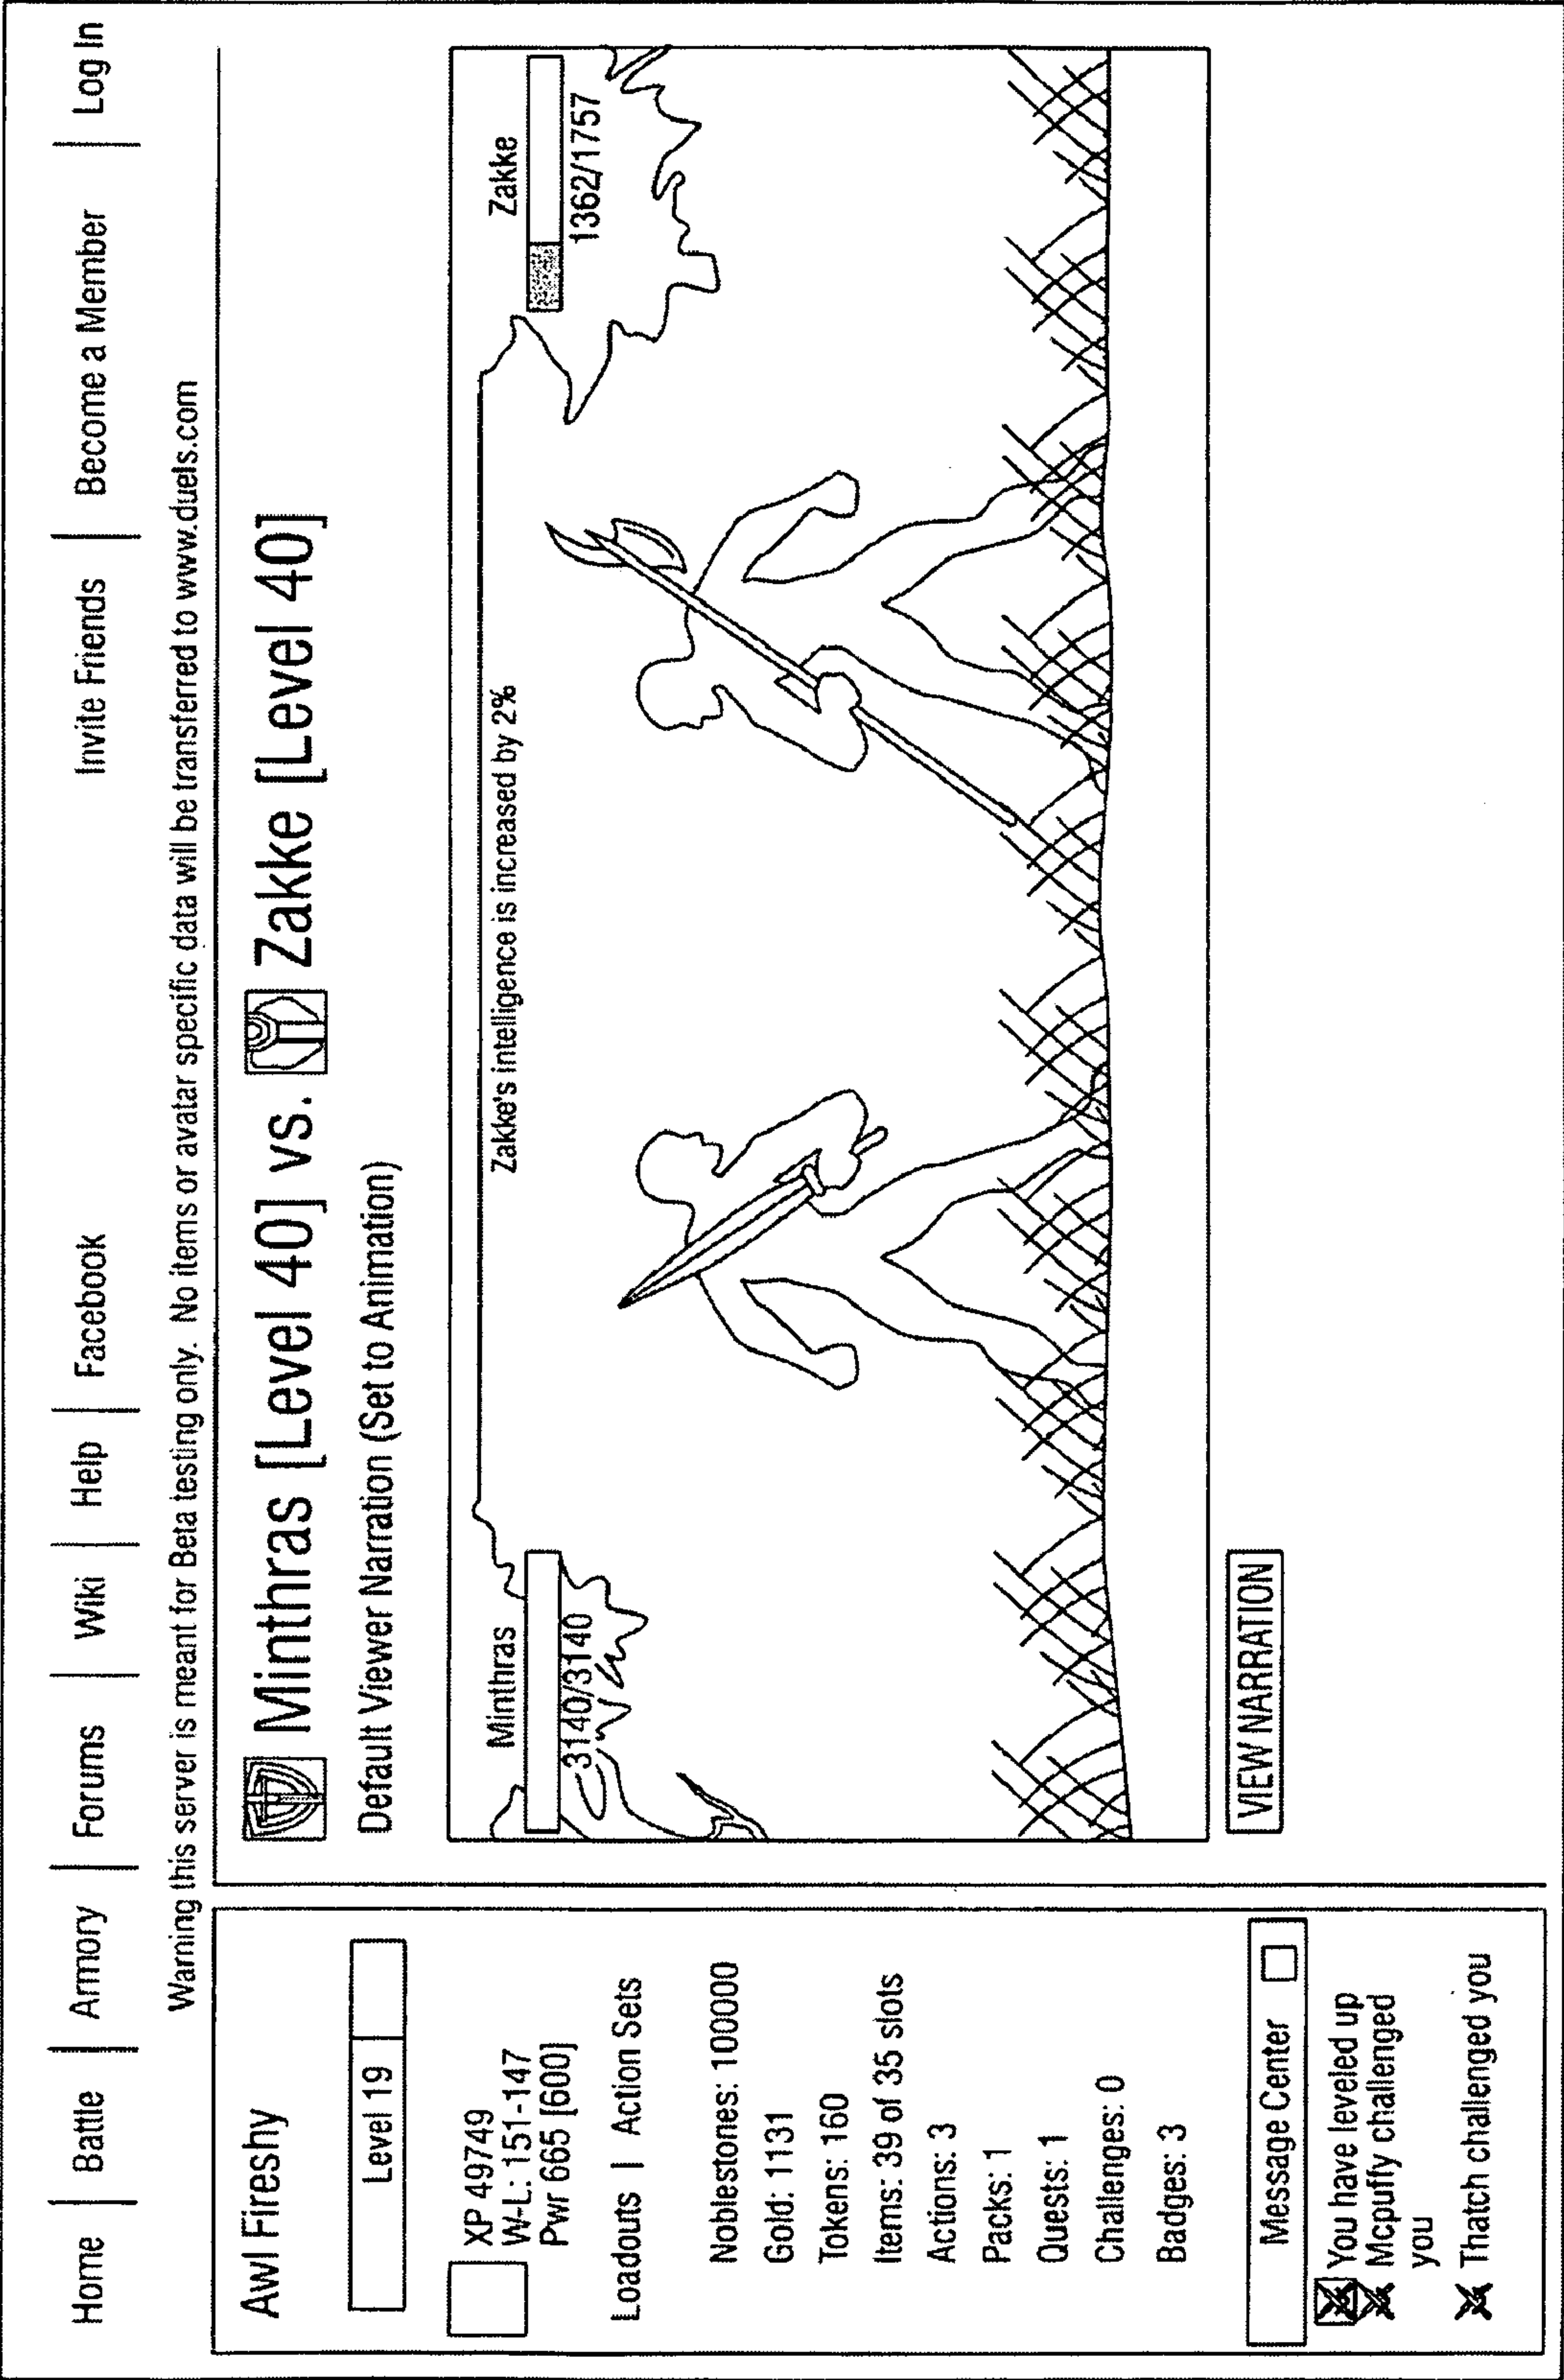 Home | Battle | Armory | Forums | Wiki | Help | Facebook Invite Friends | Become a Member | Log In
Warning this server is meant for Beta testing only. No items or avatar specific data will be transferred to www.duels.com
Awl Fireshy
Level 19
XP 49749
W-L: 151-147
Pwr 665 [600]
Loadouts | Action Sets
Noblestones: 100000
Gold: 1131
Tokens: 160
Items: 39 of 35 slots
Actions: 3
Packs: 1
Quests: 1
Challenges: 0
Badges: 3
Message Center
You have leveled up
Mcpuffy challenged
you
Thatch challenged you
Minthras [Level 40] vs. Zakke [Level 40]
Default Viewer Narration (Set to Animation)
Minthras
3140/3140
Zakke's intelligence is increased by 2%
Zakke
1362/1757
VIEW NARRATION